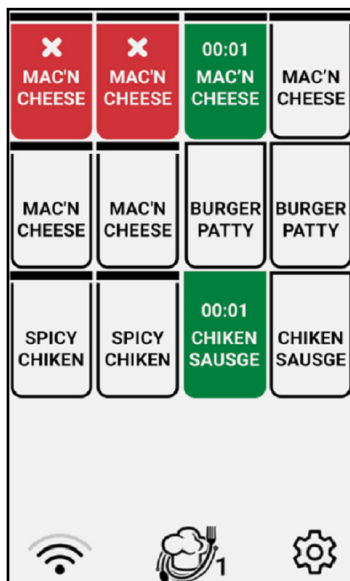 00:01
MAC'N
CHEESE
MAC'N
CHEESE
MAC'N
CHEESE
MAC'N
CHEESE
MAC'N
CHEESE
MAC'N
CHEESE
BURGER
PATTY
BURGER
PATTY
00:01
SPICY
CHIKEN
SPICY
CHIKEN
CHIKEN
SAUSGE
CHIKEN
SAUSGE
1